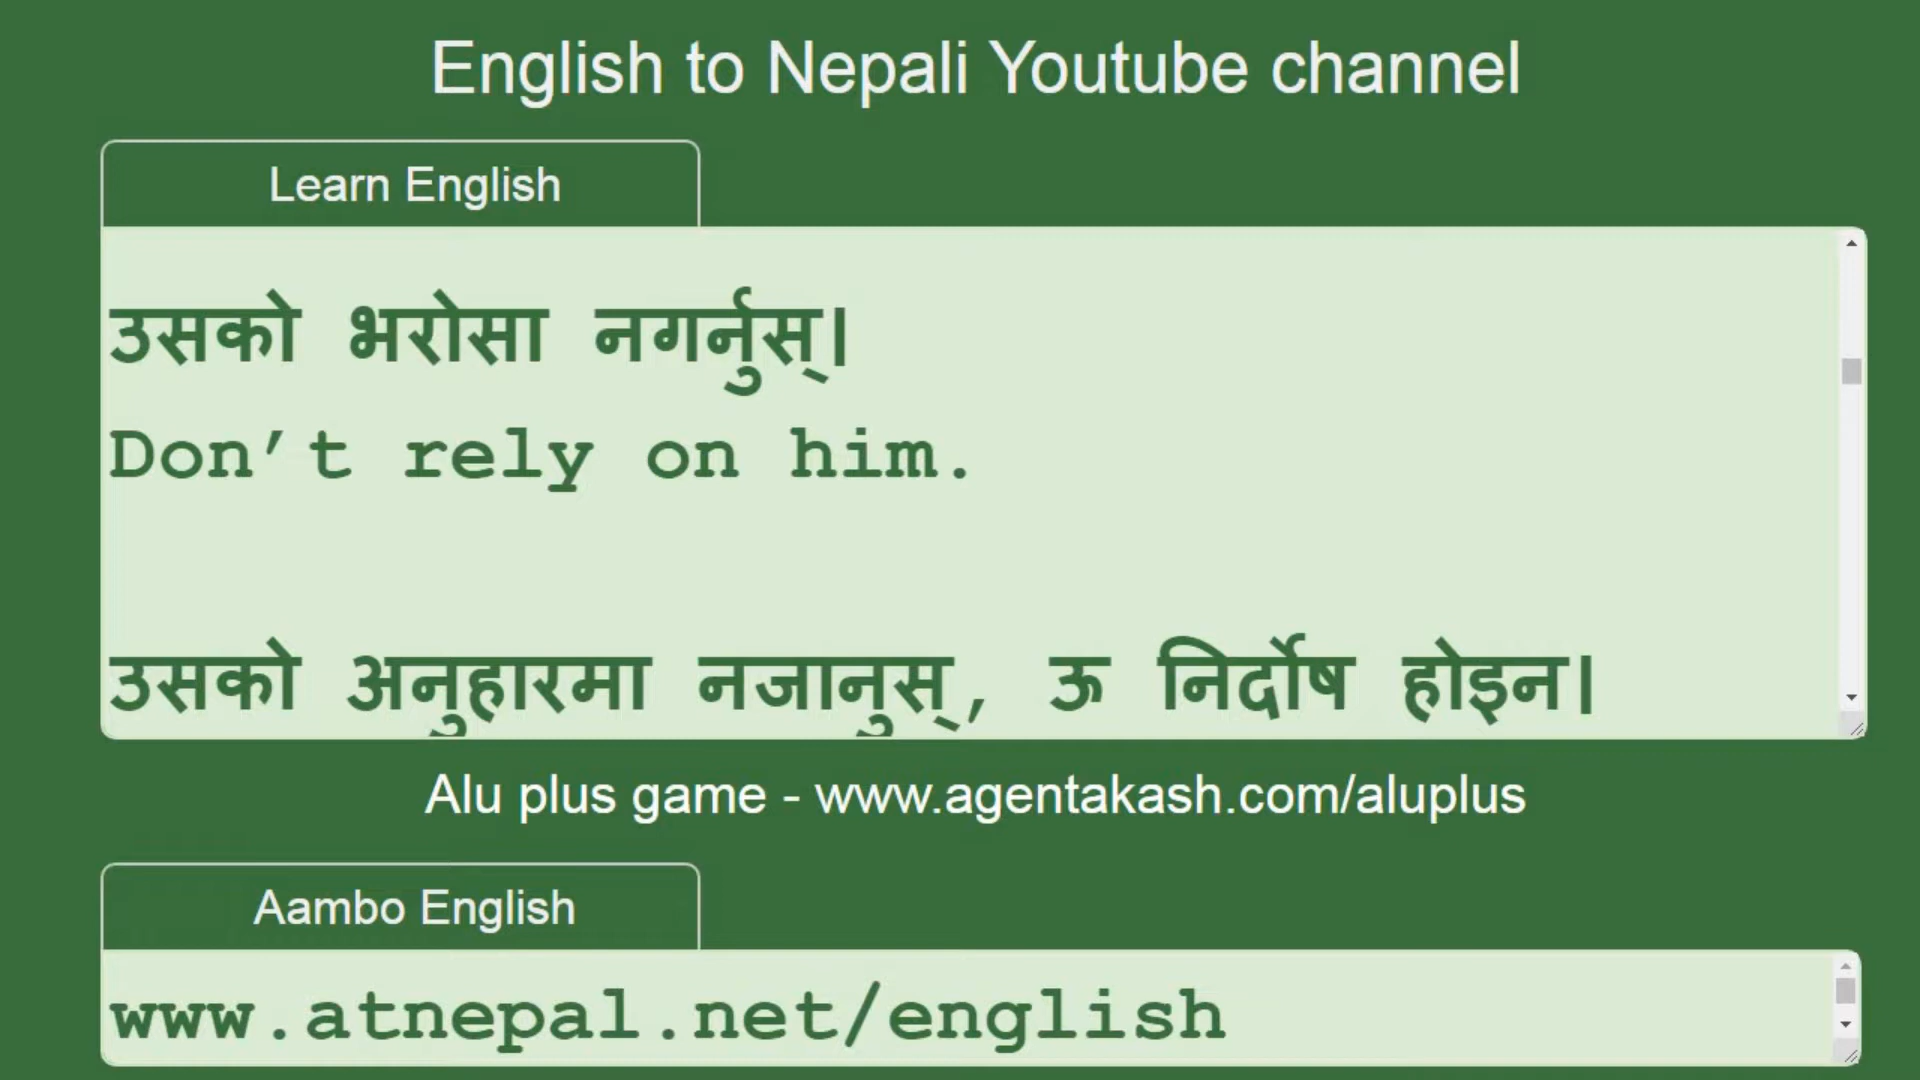 English to Nepali Youtube channel
Learn English
उसको भरोसा नगर्नुस्।
Don’t rely on him.
उसको अनुहारमा नजानुस्, ऊ निर्दोष होइन।
Alu plus game - www.agentakash.com/aluplus
Aambo English
www.atnepal.net/english